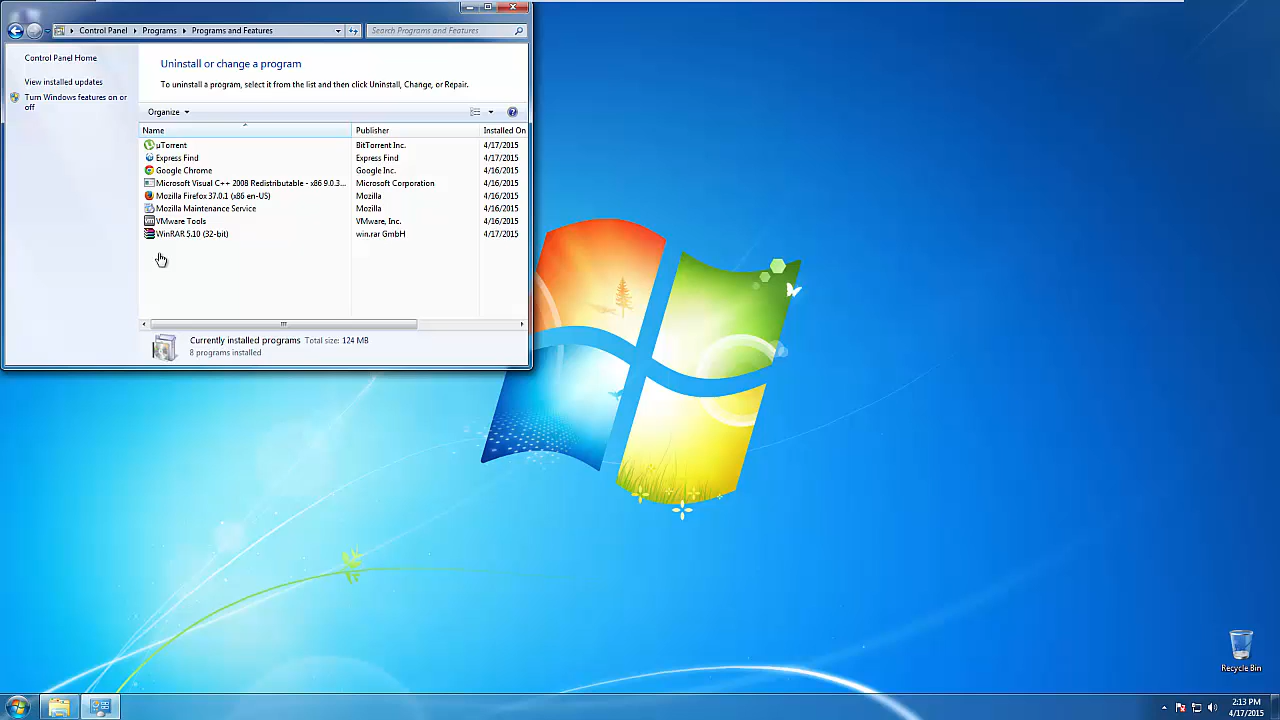 Control Panel Programs Programs and Features Search Programs and Features
Control Panel Home
View installed updates
Turn Windows features on or
off
Uninstall or change a program
To uninstall a program, select it from the list and then click Uninstall, Change, or Repair.
Organize
Name Publisher Installed On
µTorrent BitTorrent Inc. 4/17/2015
Express Find Express Find 4/17/2015
Google Chrome Google Inc. 4/16/2015
Microsoft Visual C++ 2008 Redistributable - x86 9.0.3... Microsoft Corporation 4/16/2015
Mozilla Firefox 37.0.1 (x86 en-US) Mozilla 4/16/2015
Mozilla Maintenance Service Mozilla 4/16/2015
VMware Tools VMware, Inc. 4/16/2015
WinRAR 5.10 (32-bit) win.rar GmbH 4/17/2015
Currently installed programs Total size: 124 MB
8 programs installed
Recycle Bin
2:13 PM
4/17/2015